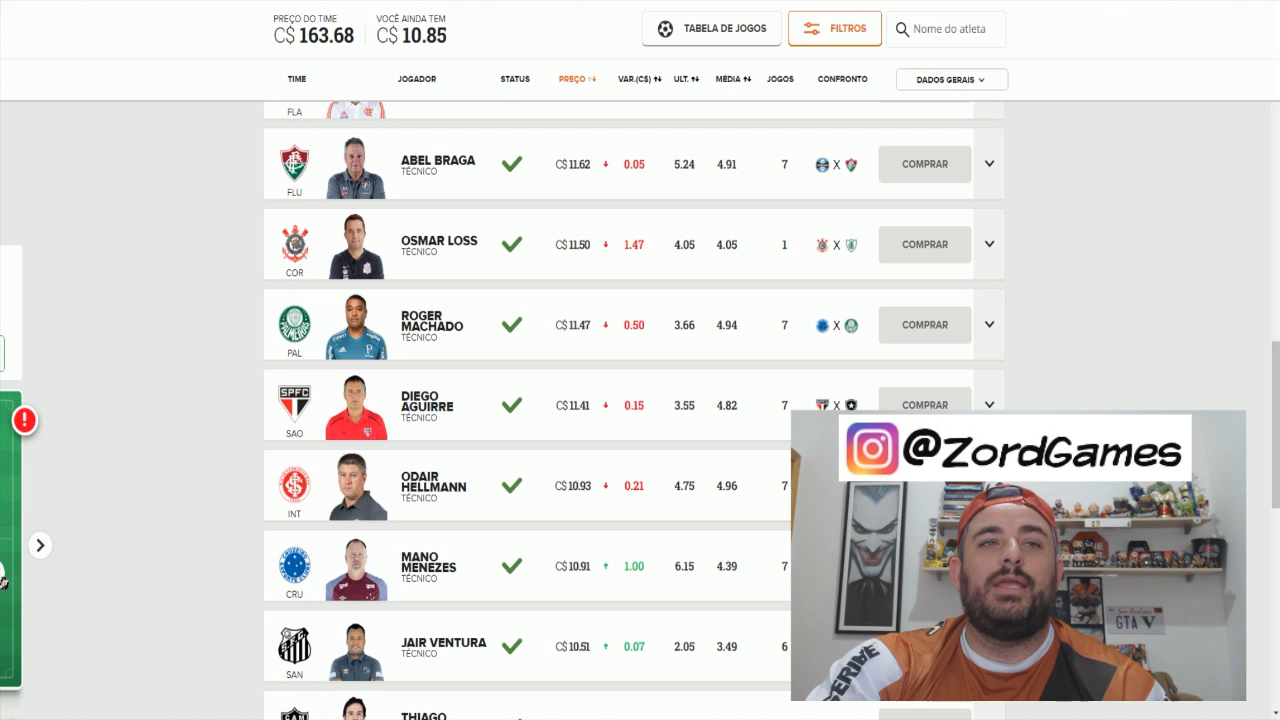 PREÇO DO TIME
C$ 163.68
VOCÊ AINDA TEM
C$ 10.85
TABELA DE JOGOS
FILTROS
Nome do atleta
TIME JOGADOR STATUS PREÇO VAR.(C$) ULT. MÉDIA JOGOS CONFRONTO DADOS GERAIS
FLA
ABEL BRAGA
TÉCNICO
C$ 11.62 0.05 5.24 4.91 7 X COMPRAR
FLU
OSMAR LOSS
TÉCNICO
C$ 11.50 1.47 4.05 4.05 1 X COMPRAR
COR
ROGER
MACHADO
TÉCNICO
C$ 11.47 0.50 3.66 4.94 7 X COMPRAR
PAL
SPFC
DIEGO
AGUIRRE
TÉCNICO
C$ 11.41 0.15 3.55 4.82 7 X COMPRAR
SAO
ODAIR
HELLMANN
TÉCNICO
C$ 10.93 0.21 4.75 4.96 7
INT
MANO
MENEZES
TÉCNICO
C$ 10.91 1.00 6.15 4.39 7
CRU
JAIR VENTURA
TÉCNICO
C$ 10.51 0.07 2.05 3.49 6
SAN
THIAGO
@ZordGames
GTA V